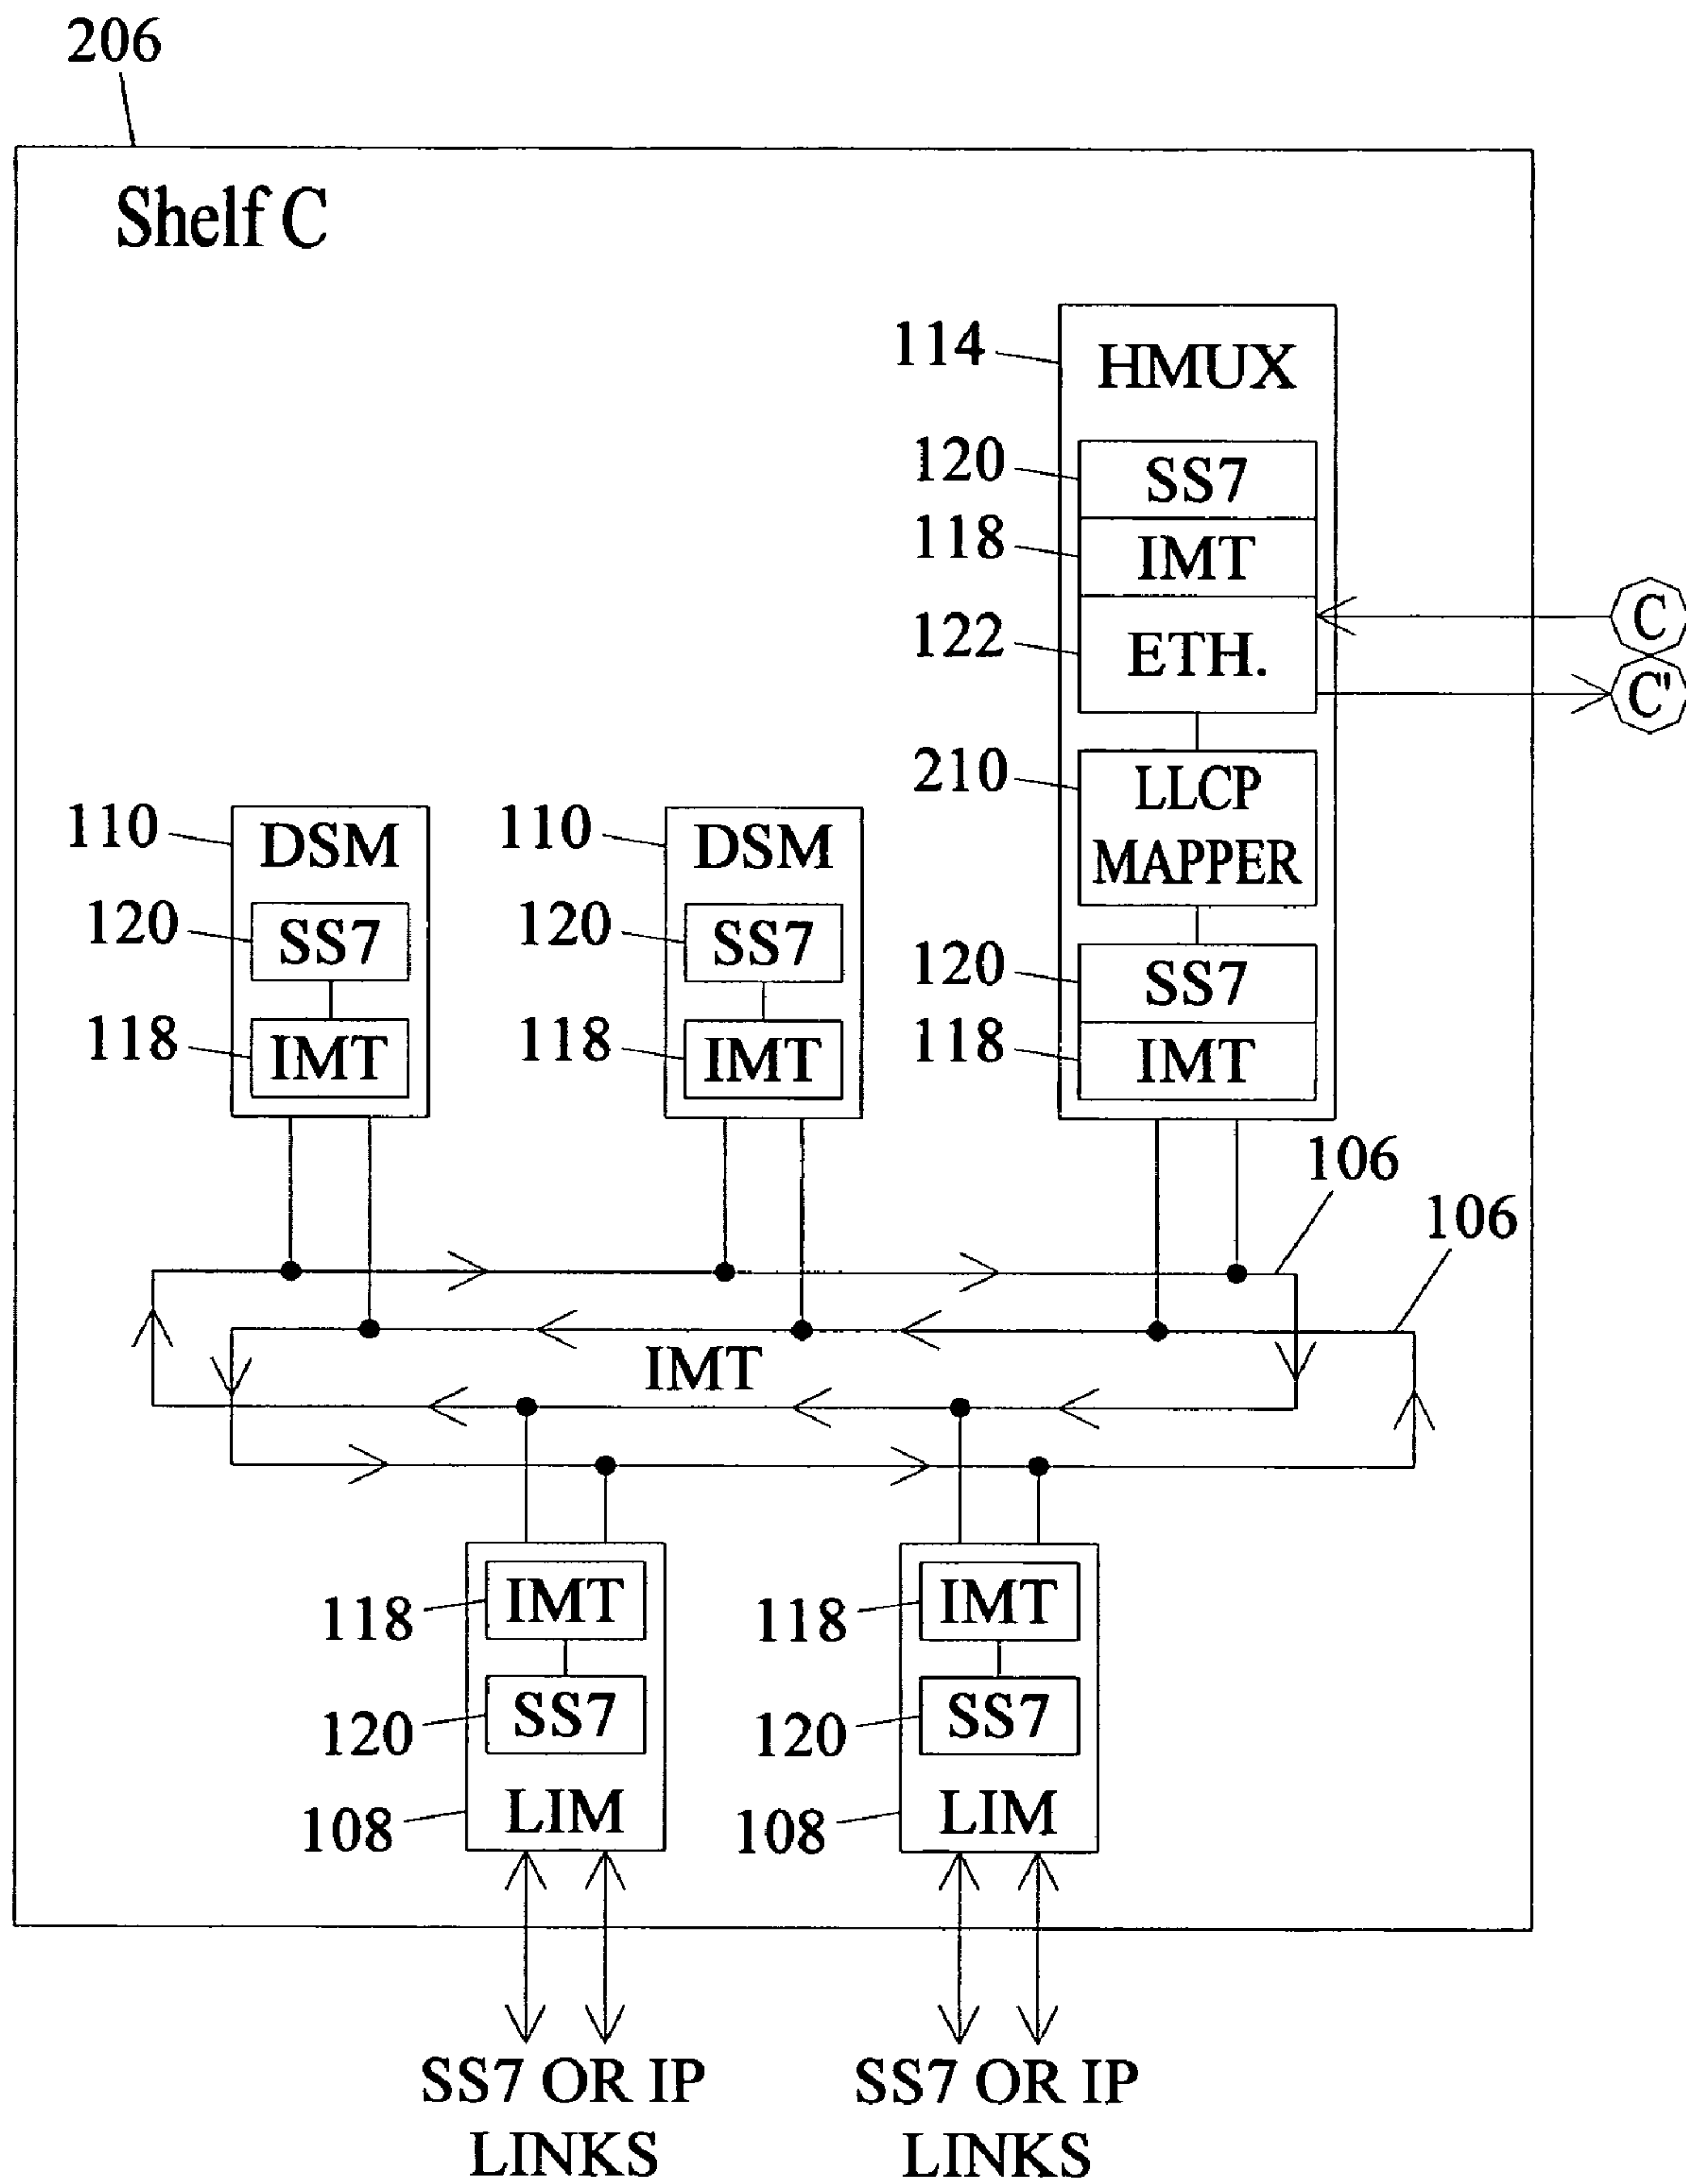 206
Shelf C
114
HMUX
120
SS7
118
IMT
122
ETH.
C
C'
210
LLCP
MAPPER
120
SS7
118
IMT
110
DSM
120
SS7
118
IMT
110
DSM
120
SS7
118
IMT
106
106
IMT
118
IMT
120
SS7
108
LIM
118
IMT
120
SS7
108
LIM
SS7 OR IP
LINKS
SS7 OR IP
LINKS